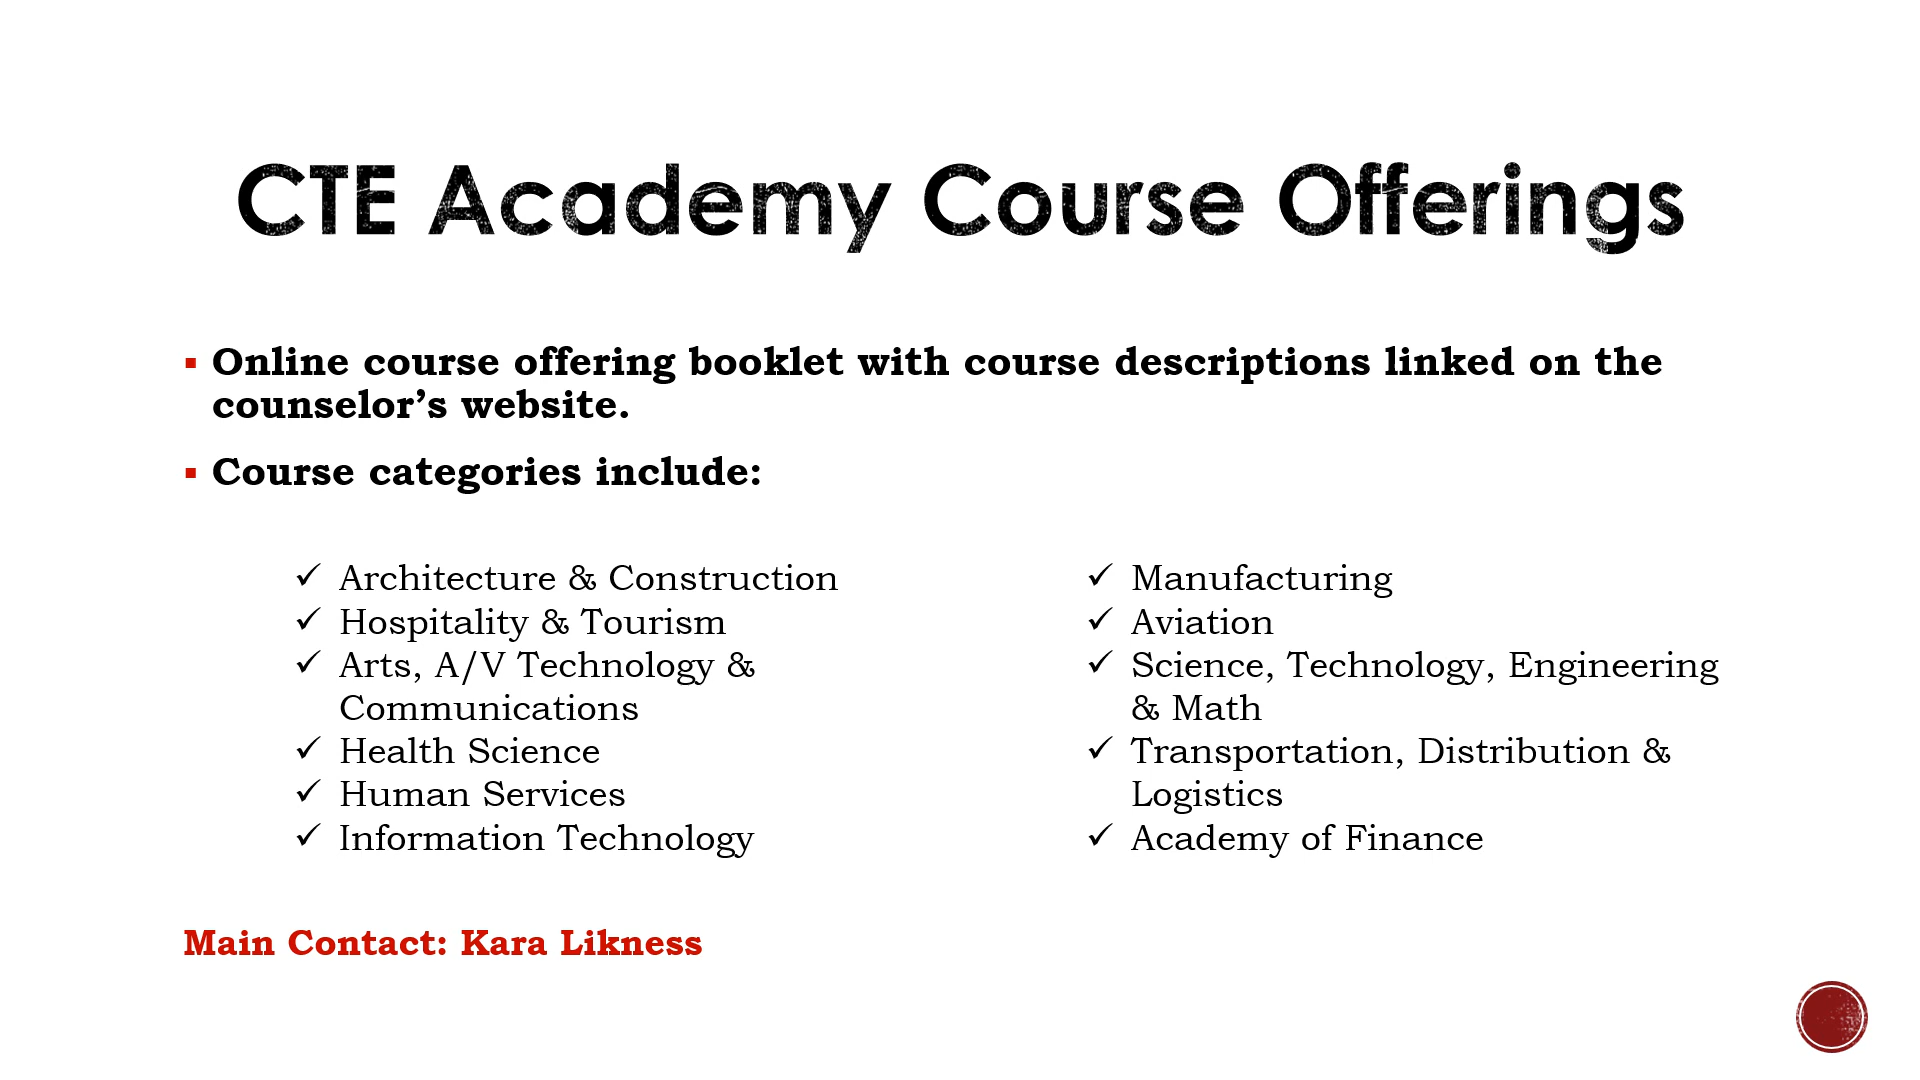 CTE Academy Course Offerings
▪ Online course offering booklet with course descriptions linked on the
counselor’s website.
▪ Course categories include:
✓ Architecture & Construction
✓ Hospitality & Tourism
✓ Arts, A/V Technology &
Communications
✓ Health Science
✓ Human Services
✓ Information Technology
✓ Manufacturing
✓ Aviation
✓ Science, Technology, Engineering
& Math
✓ Transportation, Distribution &
Logistics
✓ Academy of Finance
Main Contact: Kara Likness